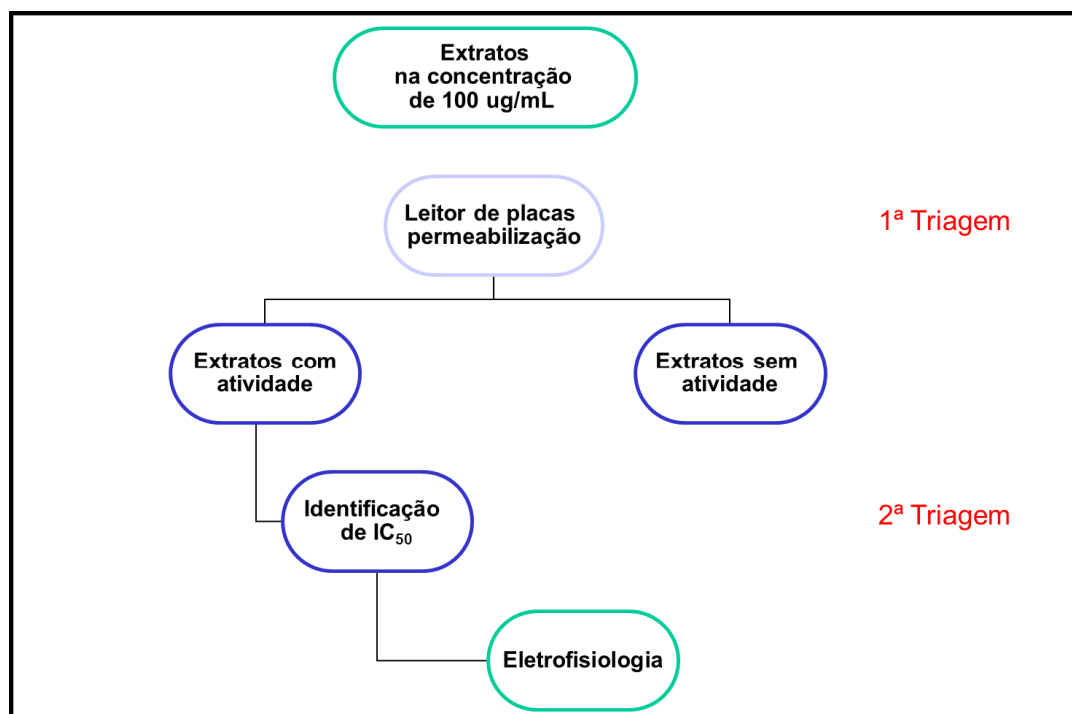 Extratos
na concentração
de 100 ug/mL
Leitor de placas
permeabilização
1ª Triagem
Extratos com
atividade
Extratos sem
atividade
Identificação
de IC₅₀
2ª Triagem
Eletrofisiologia